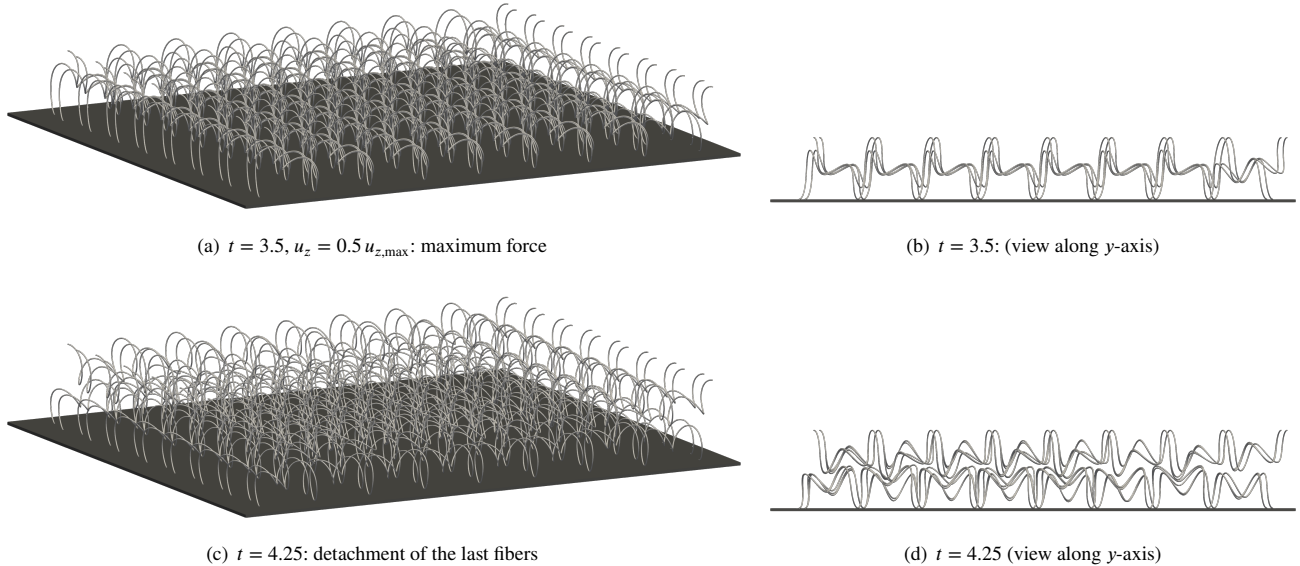 (a) t = 3.5, u_z = 0.5 u_z,max: maximum force
(b) t = 3.5: (view along y-axis)
(c) t = 4.25: detachment of the last fibers
(d) t = 4.25 (view along y-axis)